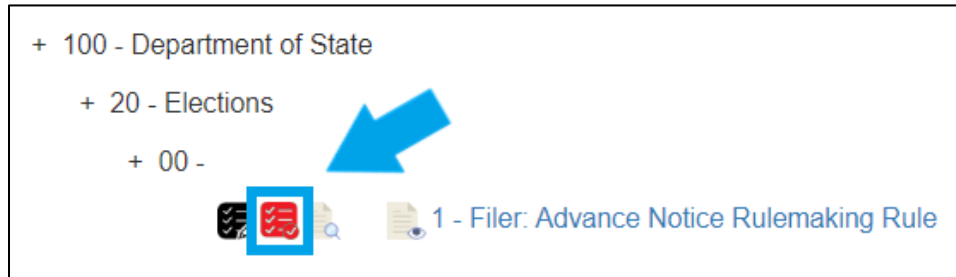 + 100 - Department of State
+ 20 - Elections
+ 00 -
1 - Filer: Advance Notice Rulemaking Rule